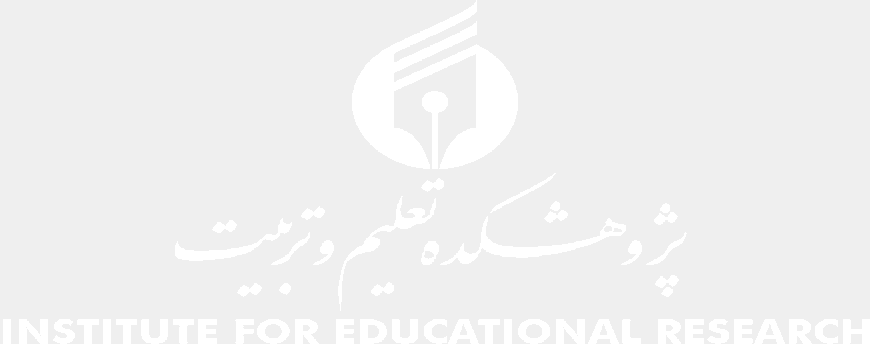 پژوهشکده تعلیم و تربیت
INSTITUTE FOR EDUCATIONAL RESEARCH